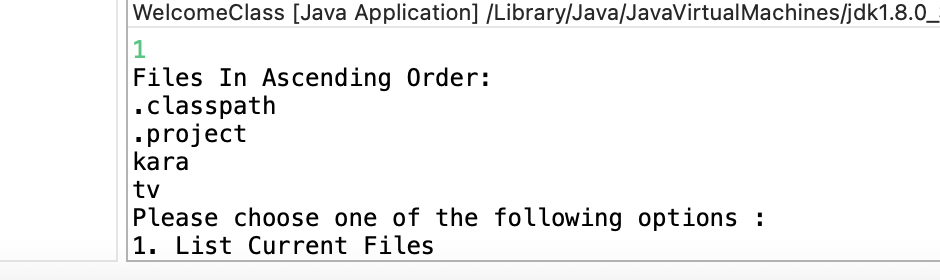 WelcomeClass [Java Application] /Library/Java/JavaVirtualMachines/jdk1.8.0_
1
Files In Ascending Order:
.classpath
.project
kara
tv
Please choose one of the following options :
1. List Current Files